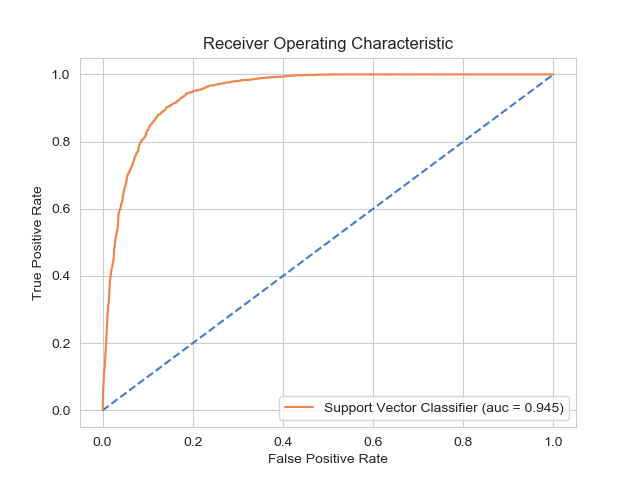 Receiver Operating Characteristic
1.0
0.8
0.6
0.4
0.2
0.0
True Positive Rate
Support Vector Classifier (auc = 0.945)
0.0 0.2 0.4 0.6 0.8 1.0
False Positive Rate